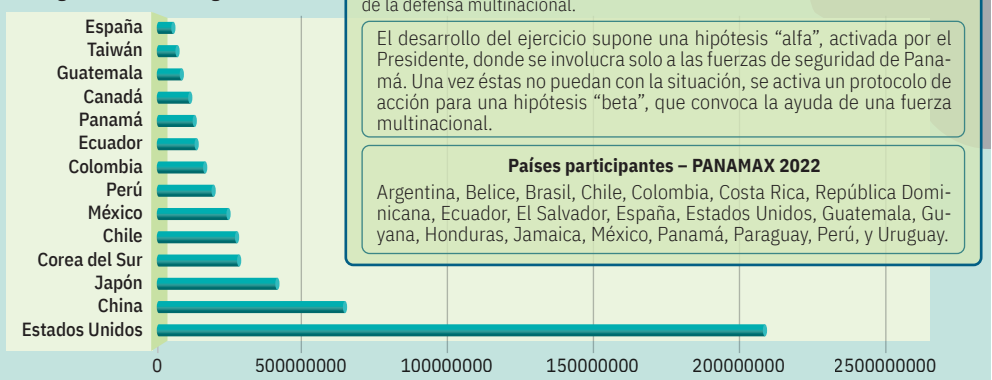 de la defensa multinacional.
El desarrollo del ejercicio supone una hipótesis “alfa”, activada por el
Presidente, donde se involucra solo a las fuerzas de seguridad de Pana-
má. Una vez éstas no puedan con la situación, se activa un protocolo de
acción para una hipótesis “beta”, que convoca la ayuda de una fuerza
multinacional.
Países participantes – PANAMAX 2022
Argentina, Belice, Brasil, Chile, Colombia, Costa Rica, República Domi-
nicana, Ecuador, El Salvador, España, Estados Unidos, Guatemala, Gu-
yana, Honduras, Jamaica, México, Panamá, Paraguay, Perú, y Uruguay.
España
Taiwán
Guatemala
Canadá
Panamá
Ecuador
Colombia
Perú
México
Chile
Corea del Sur
Japón
China
Estados Unidos
0 500000000 1000000000 1500000000 2000000000 2500000000